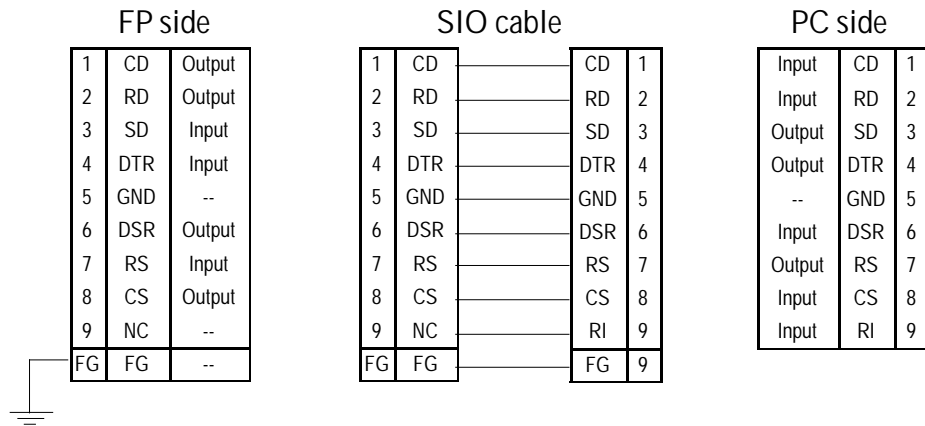 FP side SIO cable PC side
1 CD Output 1 CD CD 1 Input CD 1
2 RD Output 2 RD RD 2 Input RD 2
3 SD Input 3 SD SD 3 Output SD 3
4 DTR Input 4 DTR DTR 4 Output DTR 4
5 GND -- 5 GND GND 5 -- GND 5
6 DSR Output 6 DSR DSR 6 Input DSR 6
7 RS Input 7 RS RS 7 Output RS 7
8 CS Output 8 CS CS 8 Input CS 8
9 NC -- 9 NC RI 9 Input RI 9
FG FG -- FG FG FG 9